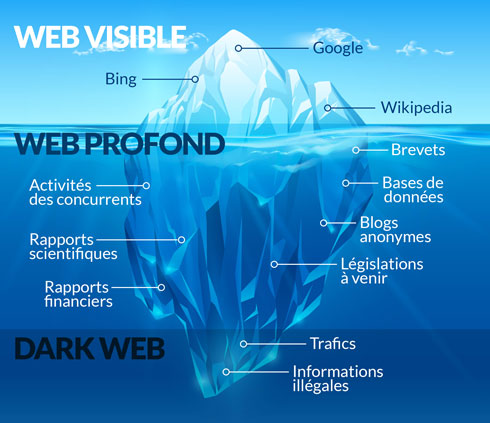 WEB VISIBLE
Google
Bing
Wikipedia
WEB PROFOND
Brevets
Activités
des concurrents
Bases de
données
Blogs
anonymes
Rapports
scientifiques
Législations
à venir
Rapports
financiers
DARK WEB
Trafics
Informations
illégales